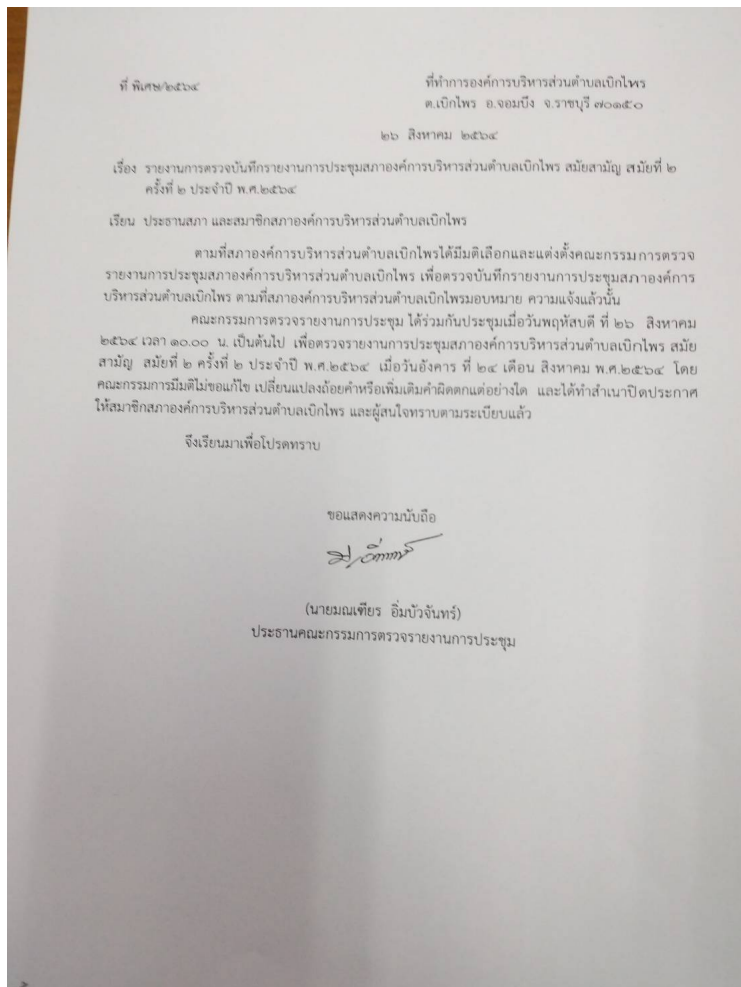 ที่ พิเศษ/๒๕๖๔
ที่ทำการองค์การบริหารส่วนตำบลเบิกไพร
ต.เบิกไพร อ.จอมบึง จ.ราชบุรี ๗๐๑๕๐
๒๖ สิงหาคม ๒๕๖๔
เรื่อง รายงานการตรวจบันทึกรายงานการประชุมสภาองค์การบริหารส่วนตำบลเบิกไพร สมัยสามัญ สมัยที่ ๒
ครั้งที่ ๒ ประจำปี พ.ศ.๒๕๖๔
เรียน ประธานสภา และสมาชิกสภาองค์การบริหารส่วนตำบลเบิกไพร
ตามที่สภาองค์การบริหารส่วนตำบลเบิกไพรได้มีมติเลือกและแต่งตั้งคณะกรรมการตรวจ
รายงานการประชุมสภาองค์การบริหารส่วนตำบลเบิกไพร เพื่อตรวจบันทึกรายงานการประชุมสภาองค์การ
บริหารส่วนตำบลเบิกไพร ตามที่สภาองค์การบริหารส่วนตำบลเบิกไพรมอบหมาย ความแจ้งแล้วนั้น
คณะกรรมการตรวจรายงานการประชุม ได้ร่วมกันประชุมเมื่อวันพฤหัสบดี ที่ ๒๖ สิงหาคม
๒๕๖๔ เวลา ๑๐.๐๐ น. เป็นต้นไป เพื่อตรวจรายงานการประชุมสภาองค์การบริหารส่วนตำบลเบิกไพร สมัย
สามัญ สมัยที่ ๒ ครั้งที่ ๒ ประจำปี พ.ศ.๒๕๖๔ เมื่อวันอังคาร ที่ ๒๔ เดือน สิงหาคม พ.ศ.๒๕๖๔ โดย
คณะกรรมการมีมติไม่ขอแก้ไข เปลี่ยนแปลงถ้อยคำหรือเพิ่มเติมคำผิดตกแต่อย่างใด และได้ทำสำเนาปิดประกาศ
ให้สมาชิกสภาองค์การบริหารส่วนตำบลเบิกไพร และผู้สนใจทราบตามระเบียบแล้ว
จึงเรียนมาเพื่อโปรดทราบ
ขอแสดงความนับถือ
(นายมณเฑียร อิ่มบัวจันทร์)
ประธานคณะกรรมการตรวจรายงานการประชุม